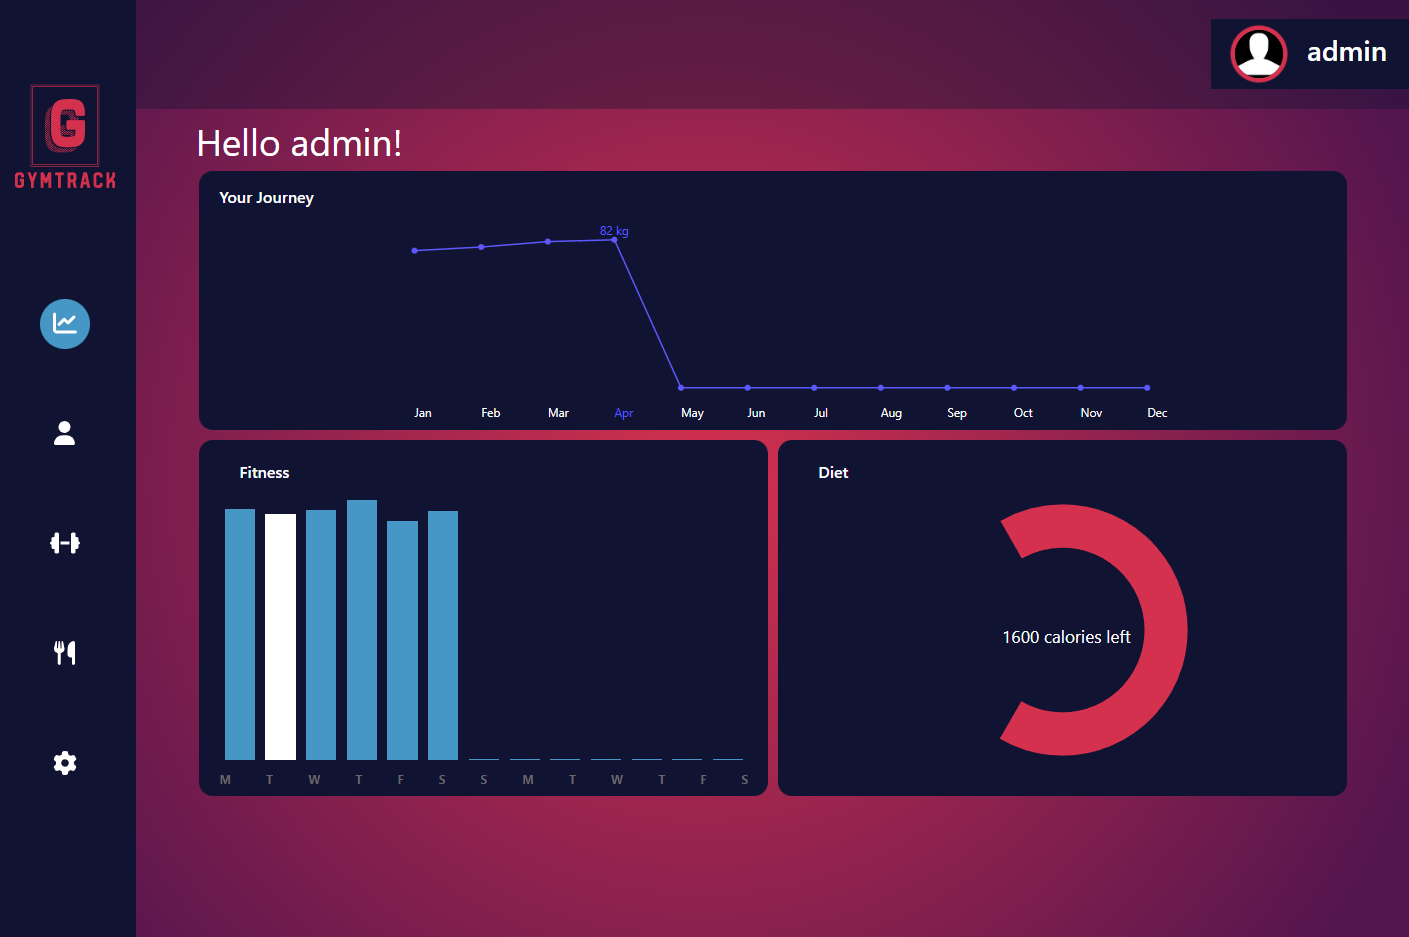 admin
G
GYMTRACK
Hello admin!
Your Journey
82 kg
Jan Feb Mar Apr May Jun Jul Aug Sep Oct Nov Dec
Fitness
M T W T F S S M T W T F S
Diet
1600 calories left